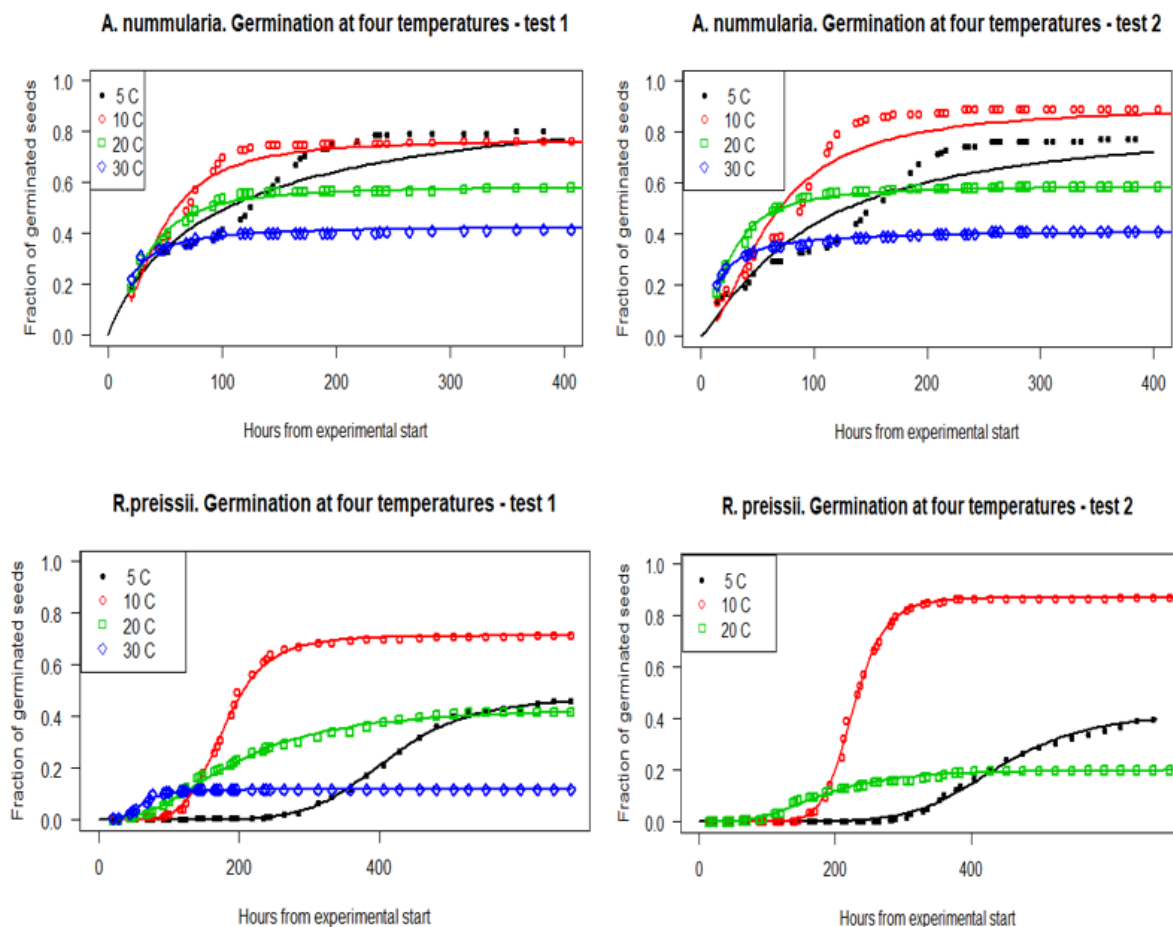 A. nummularia. Germination at four temperatures - test 1
Fraction of germinated seeds
1.0
0.8
0.6
0.4
0.2
0.0
5 C
10 C
20 C
30 C
0 100 200 300 400
Hours from experimental start
A. nummularia. Germination at four temperatures - test 2
Fraction of germinated seeds
1.0
0.8
0.6
0.4
0.2
0.0
5 C
10 C
20 C
30 C
0 100 200 300 400
Hours from experimental start
R.preissii. Germination at four temperatures - test 1
Fraction of germinated seeds
1.0
0.8
0.6
0.4
0.2
0.0
5 C
10 C
20 C
30 C
0 200 400
Hours from experimental start
R. preissii. Germination at four temperatures - test 2
Fraction of germinated seeds
1.0
0.8
0.6
0.4
0.2
0.0
5 C
10 C
20 C
0 200 400
Hours from experimental start